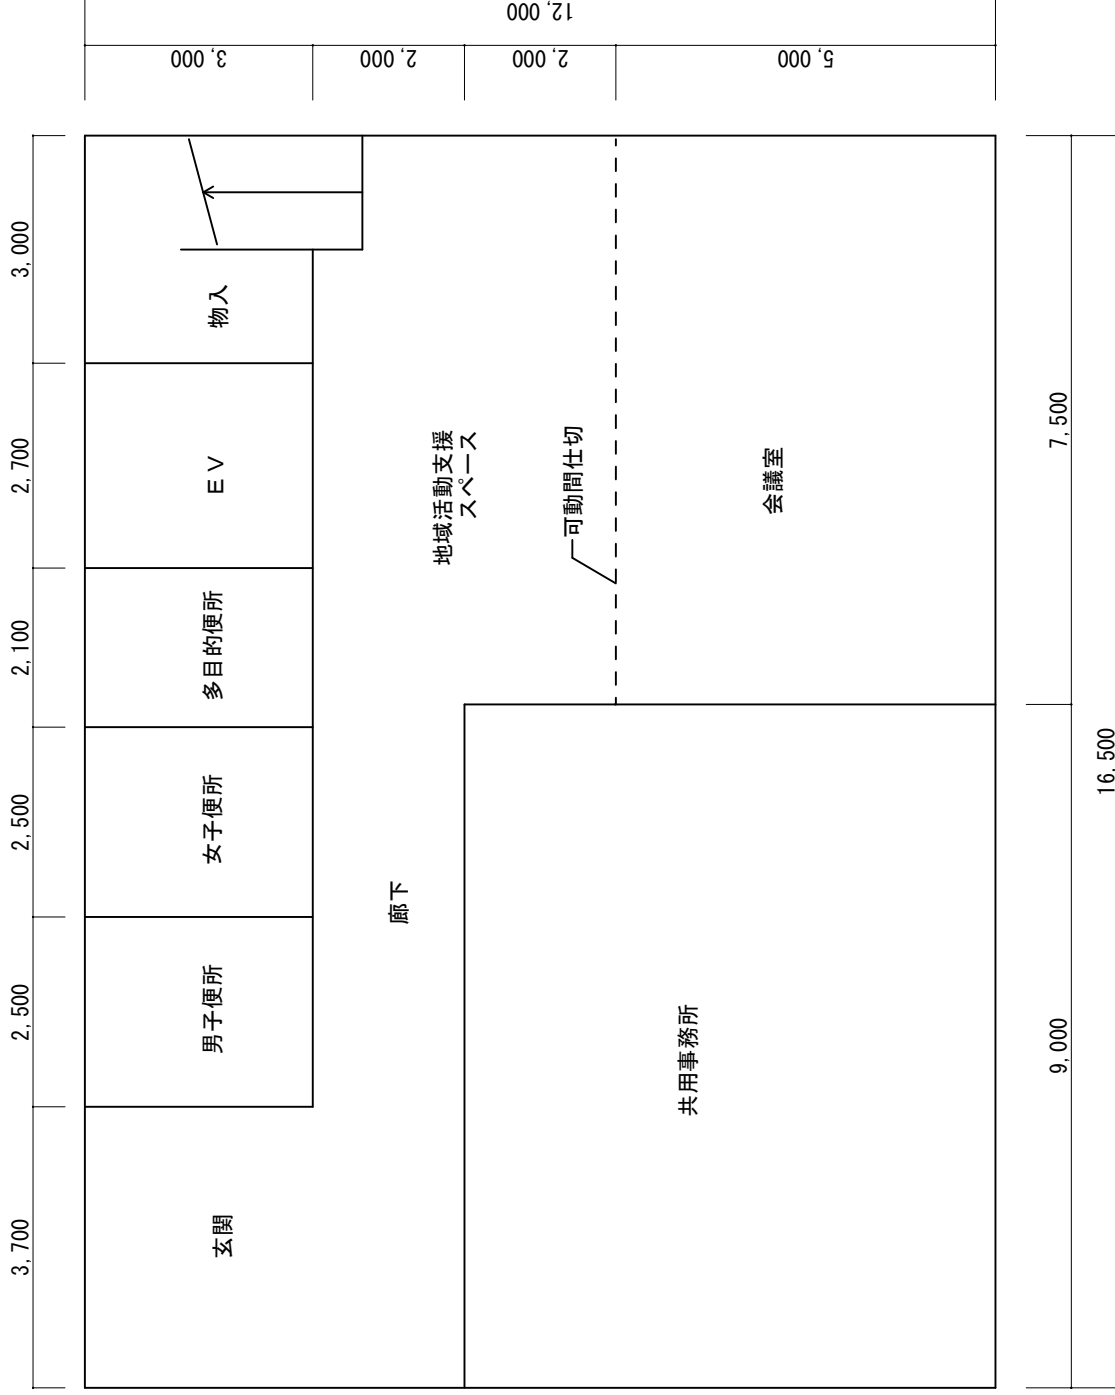 3,700
2,500
2,500
2,100
2,700
3,000
玄関
男子便所
女子便所
多目的便所
ＥＶ
物入
廊下
地域活動支援
スペース
可動間仕切
共用事務所
会議室
3,000
2,000
2,000
5,000
12,000
9,000
7,500
16.500